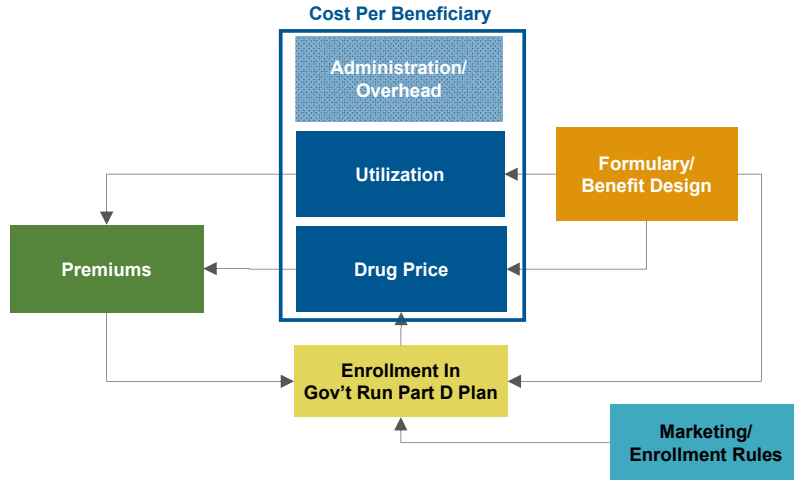 Cost Per Beneficiary
Administration/
Overhead
Utilization
Formulary/
Benefit Design
Premiums
Drug Price
Enrollment In
Gov’t Run Part D Plan
Marketing/
Enrollment Rules